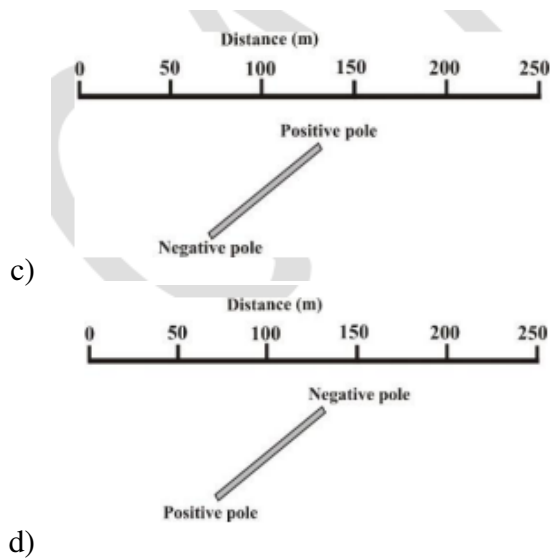 Distance (m)
0 50 100 150 200 250
Positive pole
Negative pole
c)
Distance (m)
0 50 100 150 200 250
Negative pole
Positive pole
d)